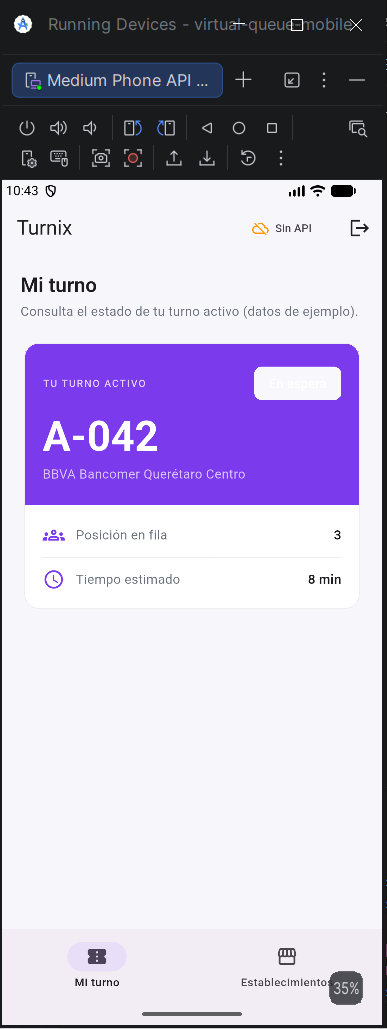 Running Devices - virtual-queue-mobile
Medium Phone API ...
10:43
Turnix
Sin API
Mi turno
Consulta el estado de tu turno activo (datos de ejemplo).
TU TURNO ACTIVO
En espera
A-042
BBVA Bancomer Querétaro Centro
Posición en fila
3
Tiempo estimado
8 min
Mi turno
Establecimientos
35%